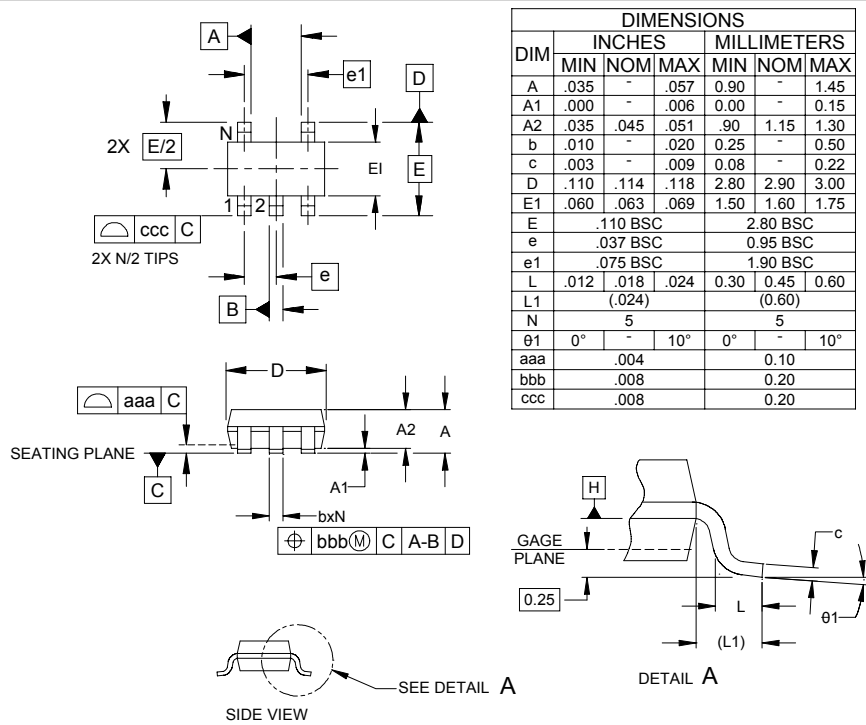 A
e1
D
N
2X E/2
EI
E
1 2
ccc C
2X N/2 TIPS
e
B
DIMENSIONS
DIM INCHES MILLIMETERS
MIN NOM MAX MIN NOM MAX
A .035 - .057 0.90 - 1.45
A1 .000 - .006 0.00 - 0.15
A2 .035 .045 .051 .90 1.15 1.30
b .010 - .020 0.25 - 0.50
c .003 - .009 0.08 - 0.22
D .110 .114 .118 2.80 2.90 3.00
E1 .060 .063 .069 1.50 1.60 1.75
E .110 BSC 2.80 BSC
e .037 BSC 0.95 BSC
e1 .075 BSC 1.90 BSC
L .012 .018 .024 0.30 0.45 0.60
L1 (.024) (0.60)
N 5 5
θ1 0° - 10° 0° - 10°
aaa .004 0.10
bbb .008 0.20
ccc .008 0.20
D
aaa C
A2 A
SEATING PLANE
C
A1
bxN
⌖ bbbⓂ C A-B D
H
GAGE
PLANE
0.25
c
L
θ1
(L1)
DETAIL A
SEE DETAIL A
SIDE VIEW